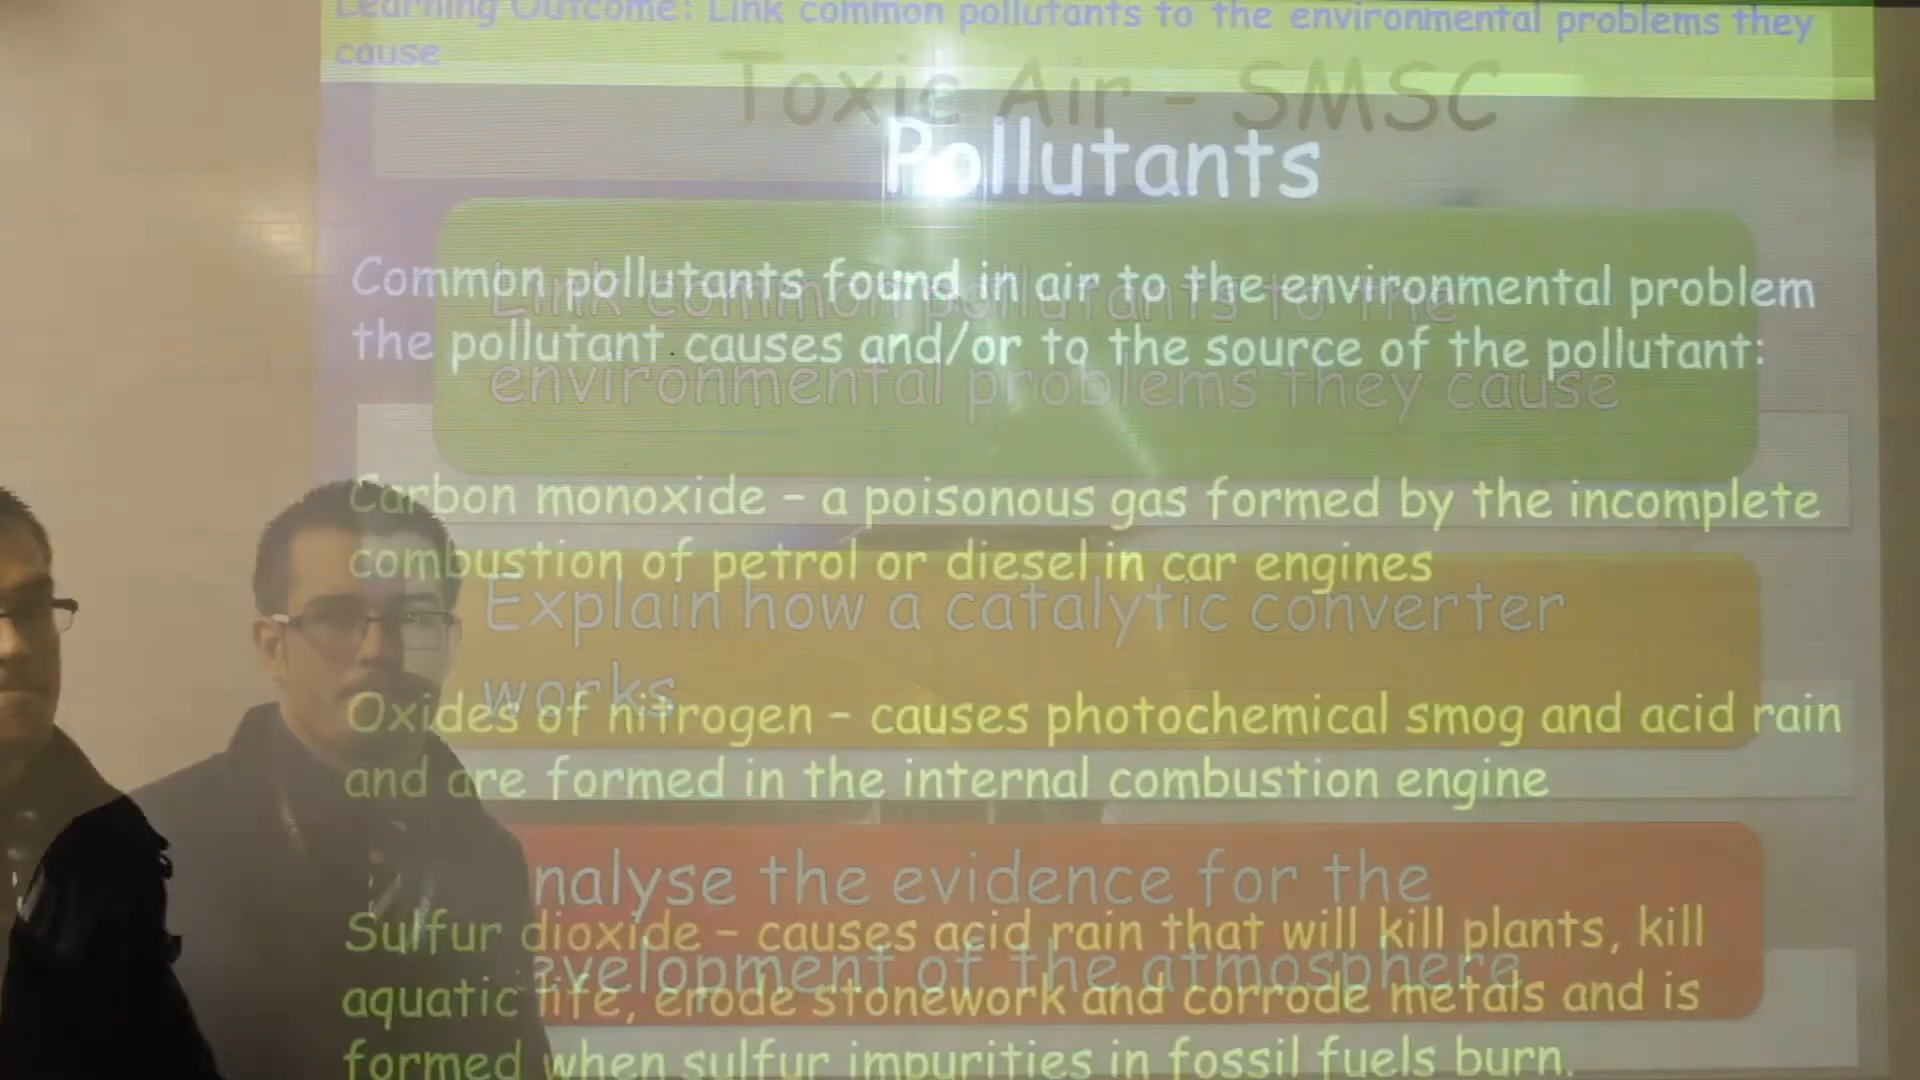 Learning Outcome: Link common pollutants to the environmental problems they
cause
Toxic Air - SMSC
Pollutants
Common pollutants found in air to the environmental problem
the pollutant causes and/or to the source of the pollutant:
Link common pollutants to the
environmental problems they cause
Carbon monoxide – a poisonous gas formed by the incomplete
combustion of petrol or diesel in car engines
Explain how a catalytic converter
works
Oxides of nitrogen – causes photochemical smog and acid rain
and are formed in the internal combustion engine
nalyse the evidence for the
evelopment of the atmosphere
Sulfur dioxide – causes acid rain that will kill plants, kill
aquatic life, erode stonework and corrode metals and is
formed when sulfur impurities in fossil fuels burn.